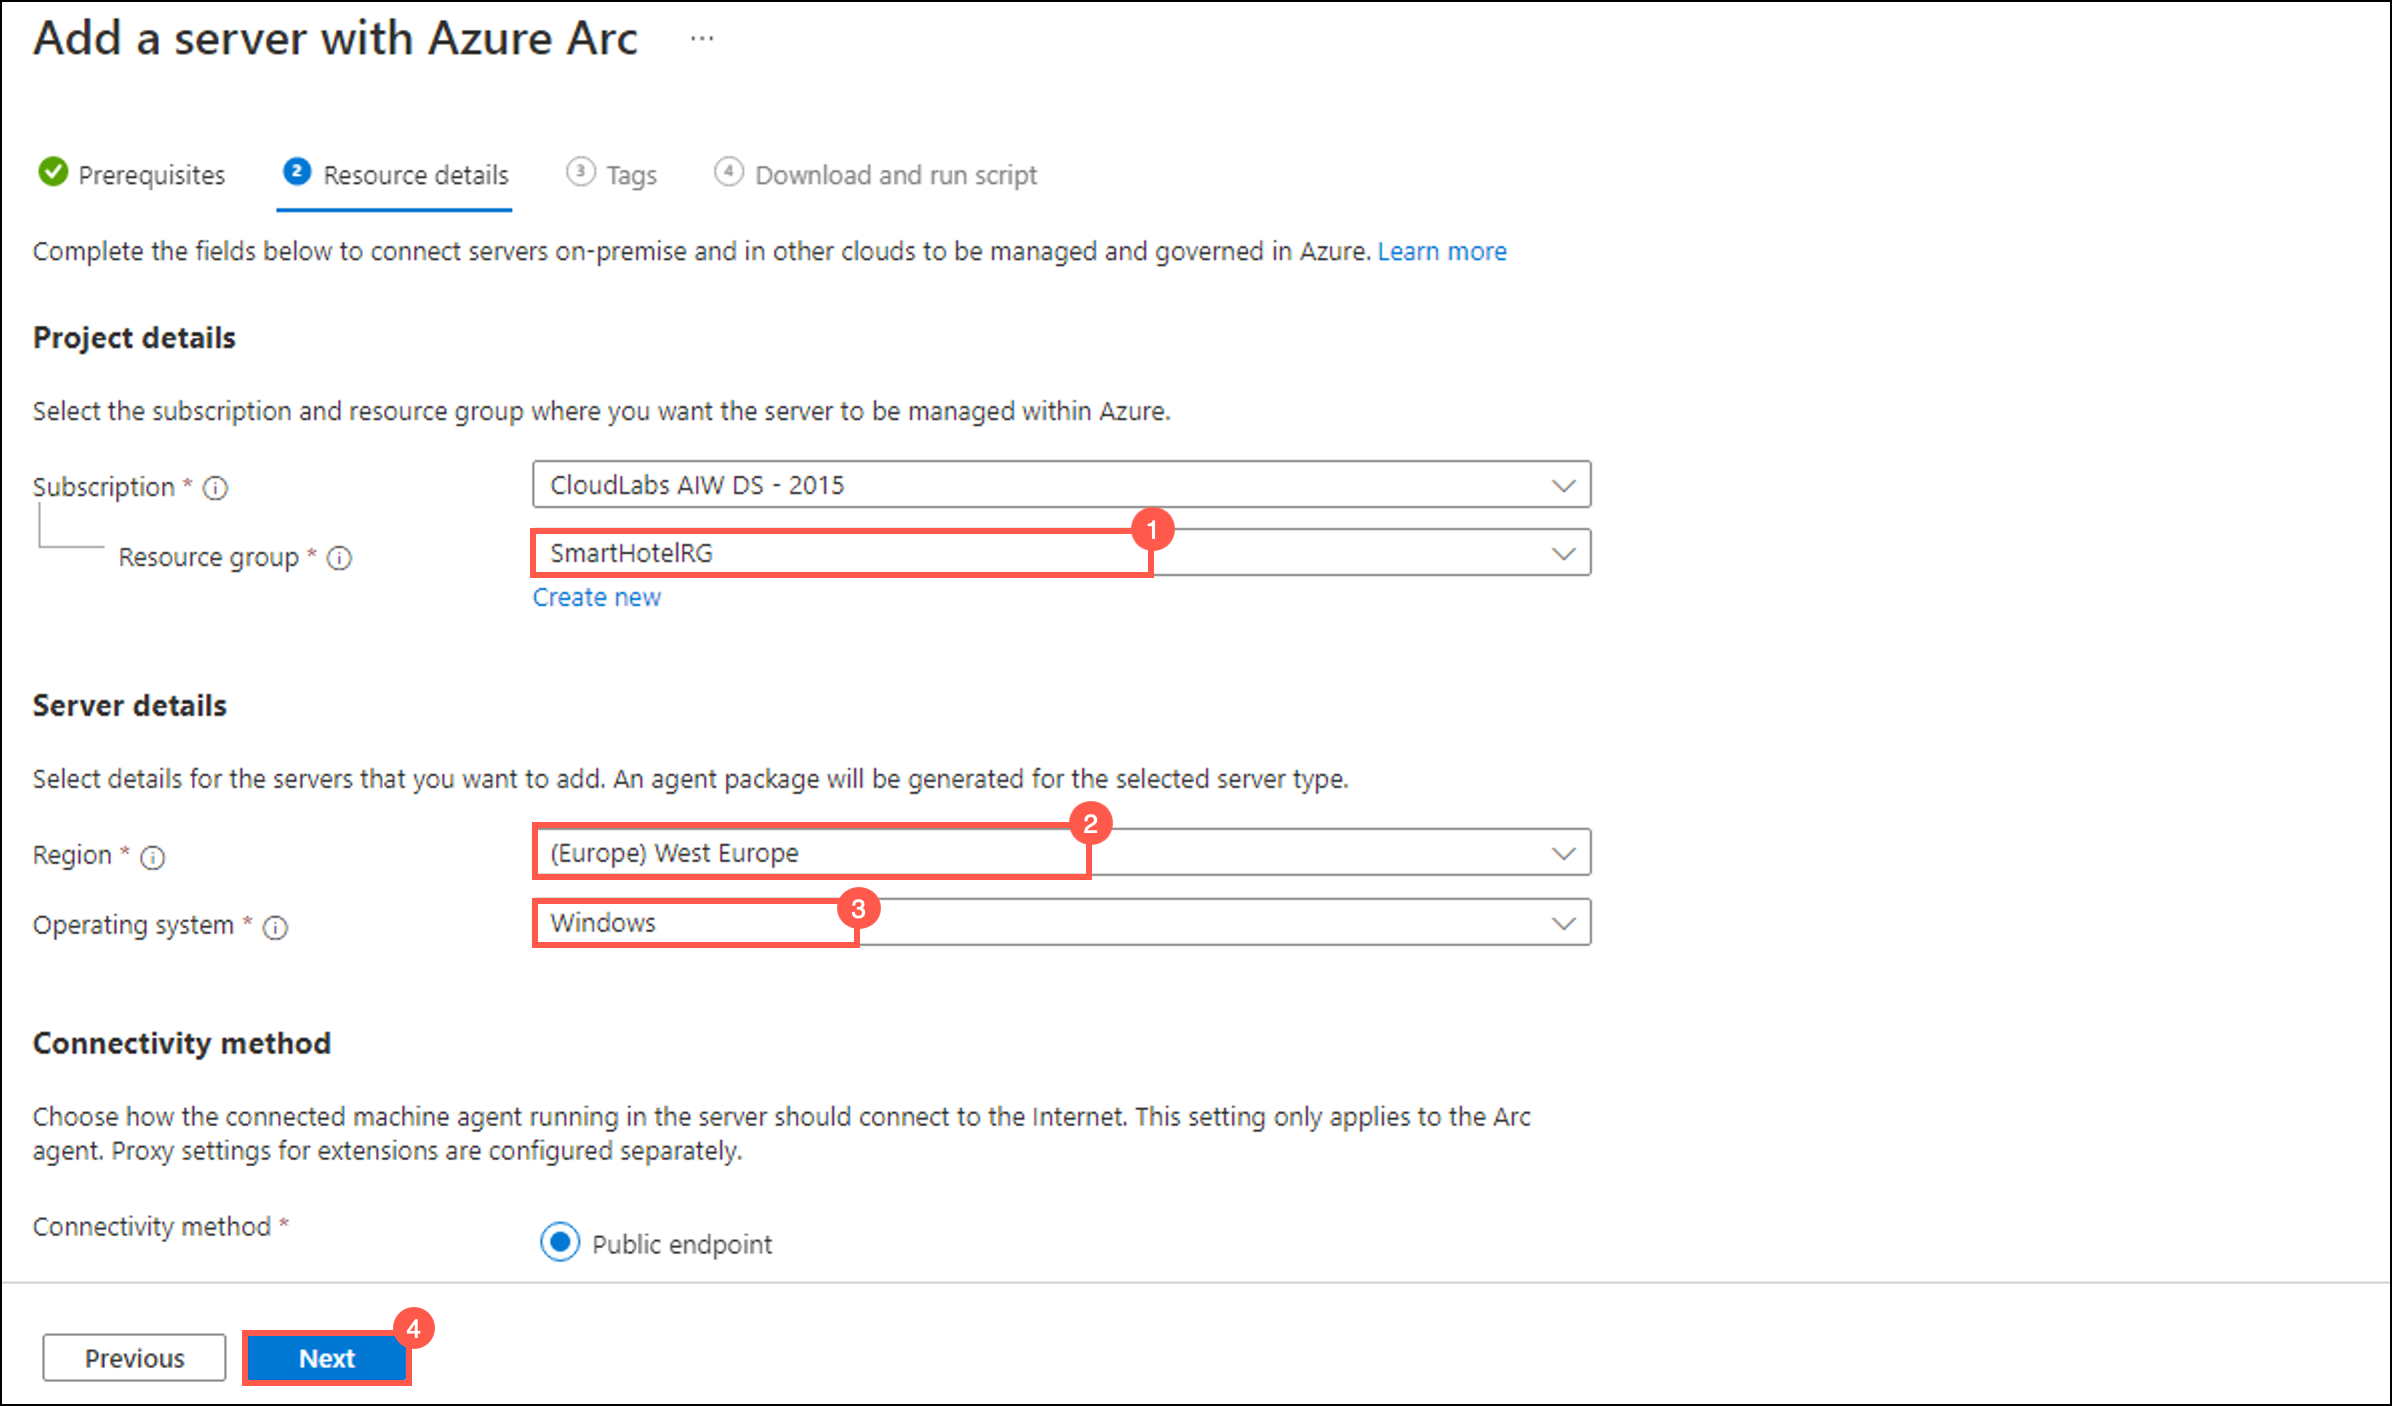 Add a server with Azure Arc ...
Prerequisites 2 Resource details 3 Tags 4 Download and run script
Complete the fields below to connect servers on-premise and in other clouds to be managed and governed in Azure. Learn more
Project details
Select the subscription and resource group where you want the server to be managed within Azure.
Subscription * CloudLabs AIW DS - 2015
1
Resource group * SmartHotelRG
Create new
Server details
Select details for the servers that you want to add. An agent package will be generated for the selected server type.
2
Region * (Europe) West Europe
3
Operating system * Windows
Connectivity method
Choose how the connected machine agent running in the server should connect to the Internet. This setting only applies to the Arc
agent. Proxy settings for extensions are configured separately.
Connectivity method *
Public endpoint
4
Previous Next